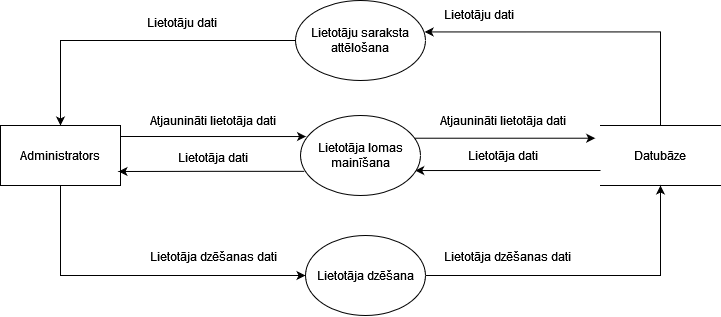 Lietotāju dati
Lietotāju saraksta
attēlošana
Lietotāju dati
Atjaunināti lietotāja dati
Atjaunināti lietotāja dati
Administrators
Lietotāja dati
Lietotāja lomas
mainīšana
Lietotāja dati
Datubāze
Lietotāja dzēšanas dati
Lietotāja dzēšana
Lietotāja dzēšanas dati